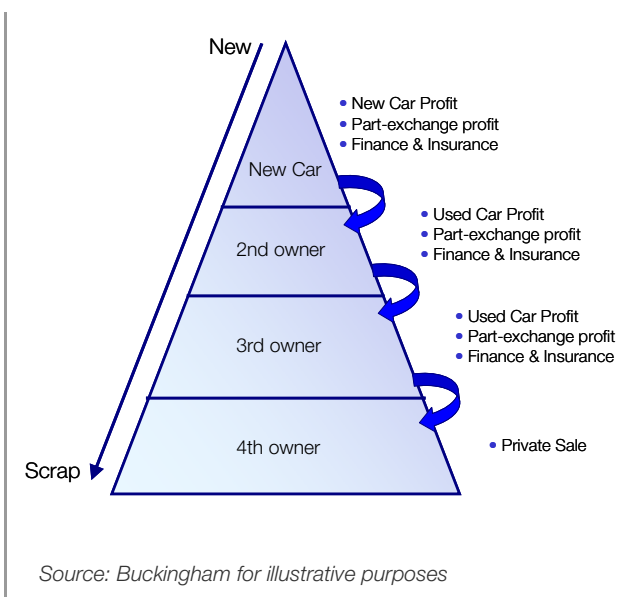 New
• New Car Profit
• Part-exchange profit
• Finance & Insurance
New Car
• Used Car Profit
• Part-exchange profit
• Finance & Insurance
2nd owner
• Used Car Profit
• Part-exchange profit
• Finance & Insurance
3rd owner
• Private Sale
4th owner
Scrap
Source: Buckingham for illustrative purposes